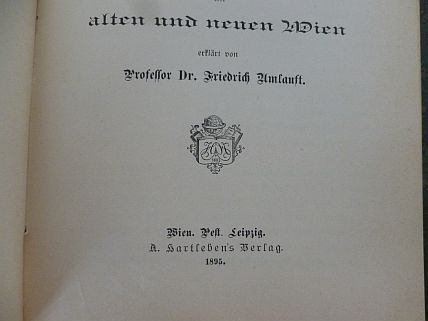 alten und neuen Wien
erklärt von
Professor Dr. Friedrich Umlauft.
Wien. Pest. Leipzig.
A. Hartleben's Verlag.
1895.